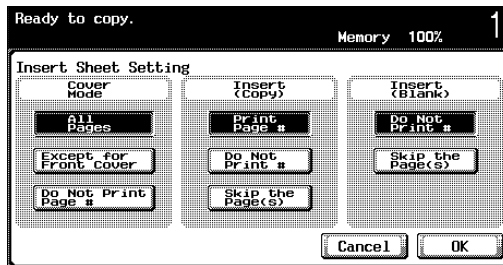 Ready to copy.
1
Memory 100%
Insert Sheet Setting
Cover
Mode
All
Pages
Except for
Front Cover
Do Not Print
Page #
Insert
(Copy)
Print
Page #
Do Not
Print #
Skip the
Page(s)
Insert
(Blank)
Do Not
Print #
Skip the
Page(s)
Cancel
OK